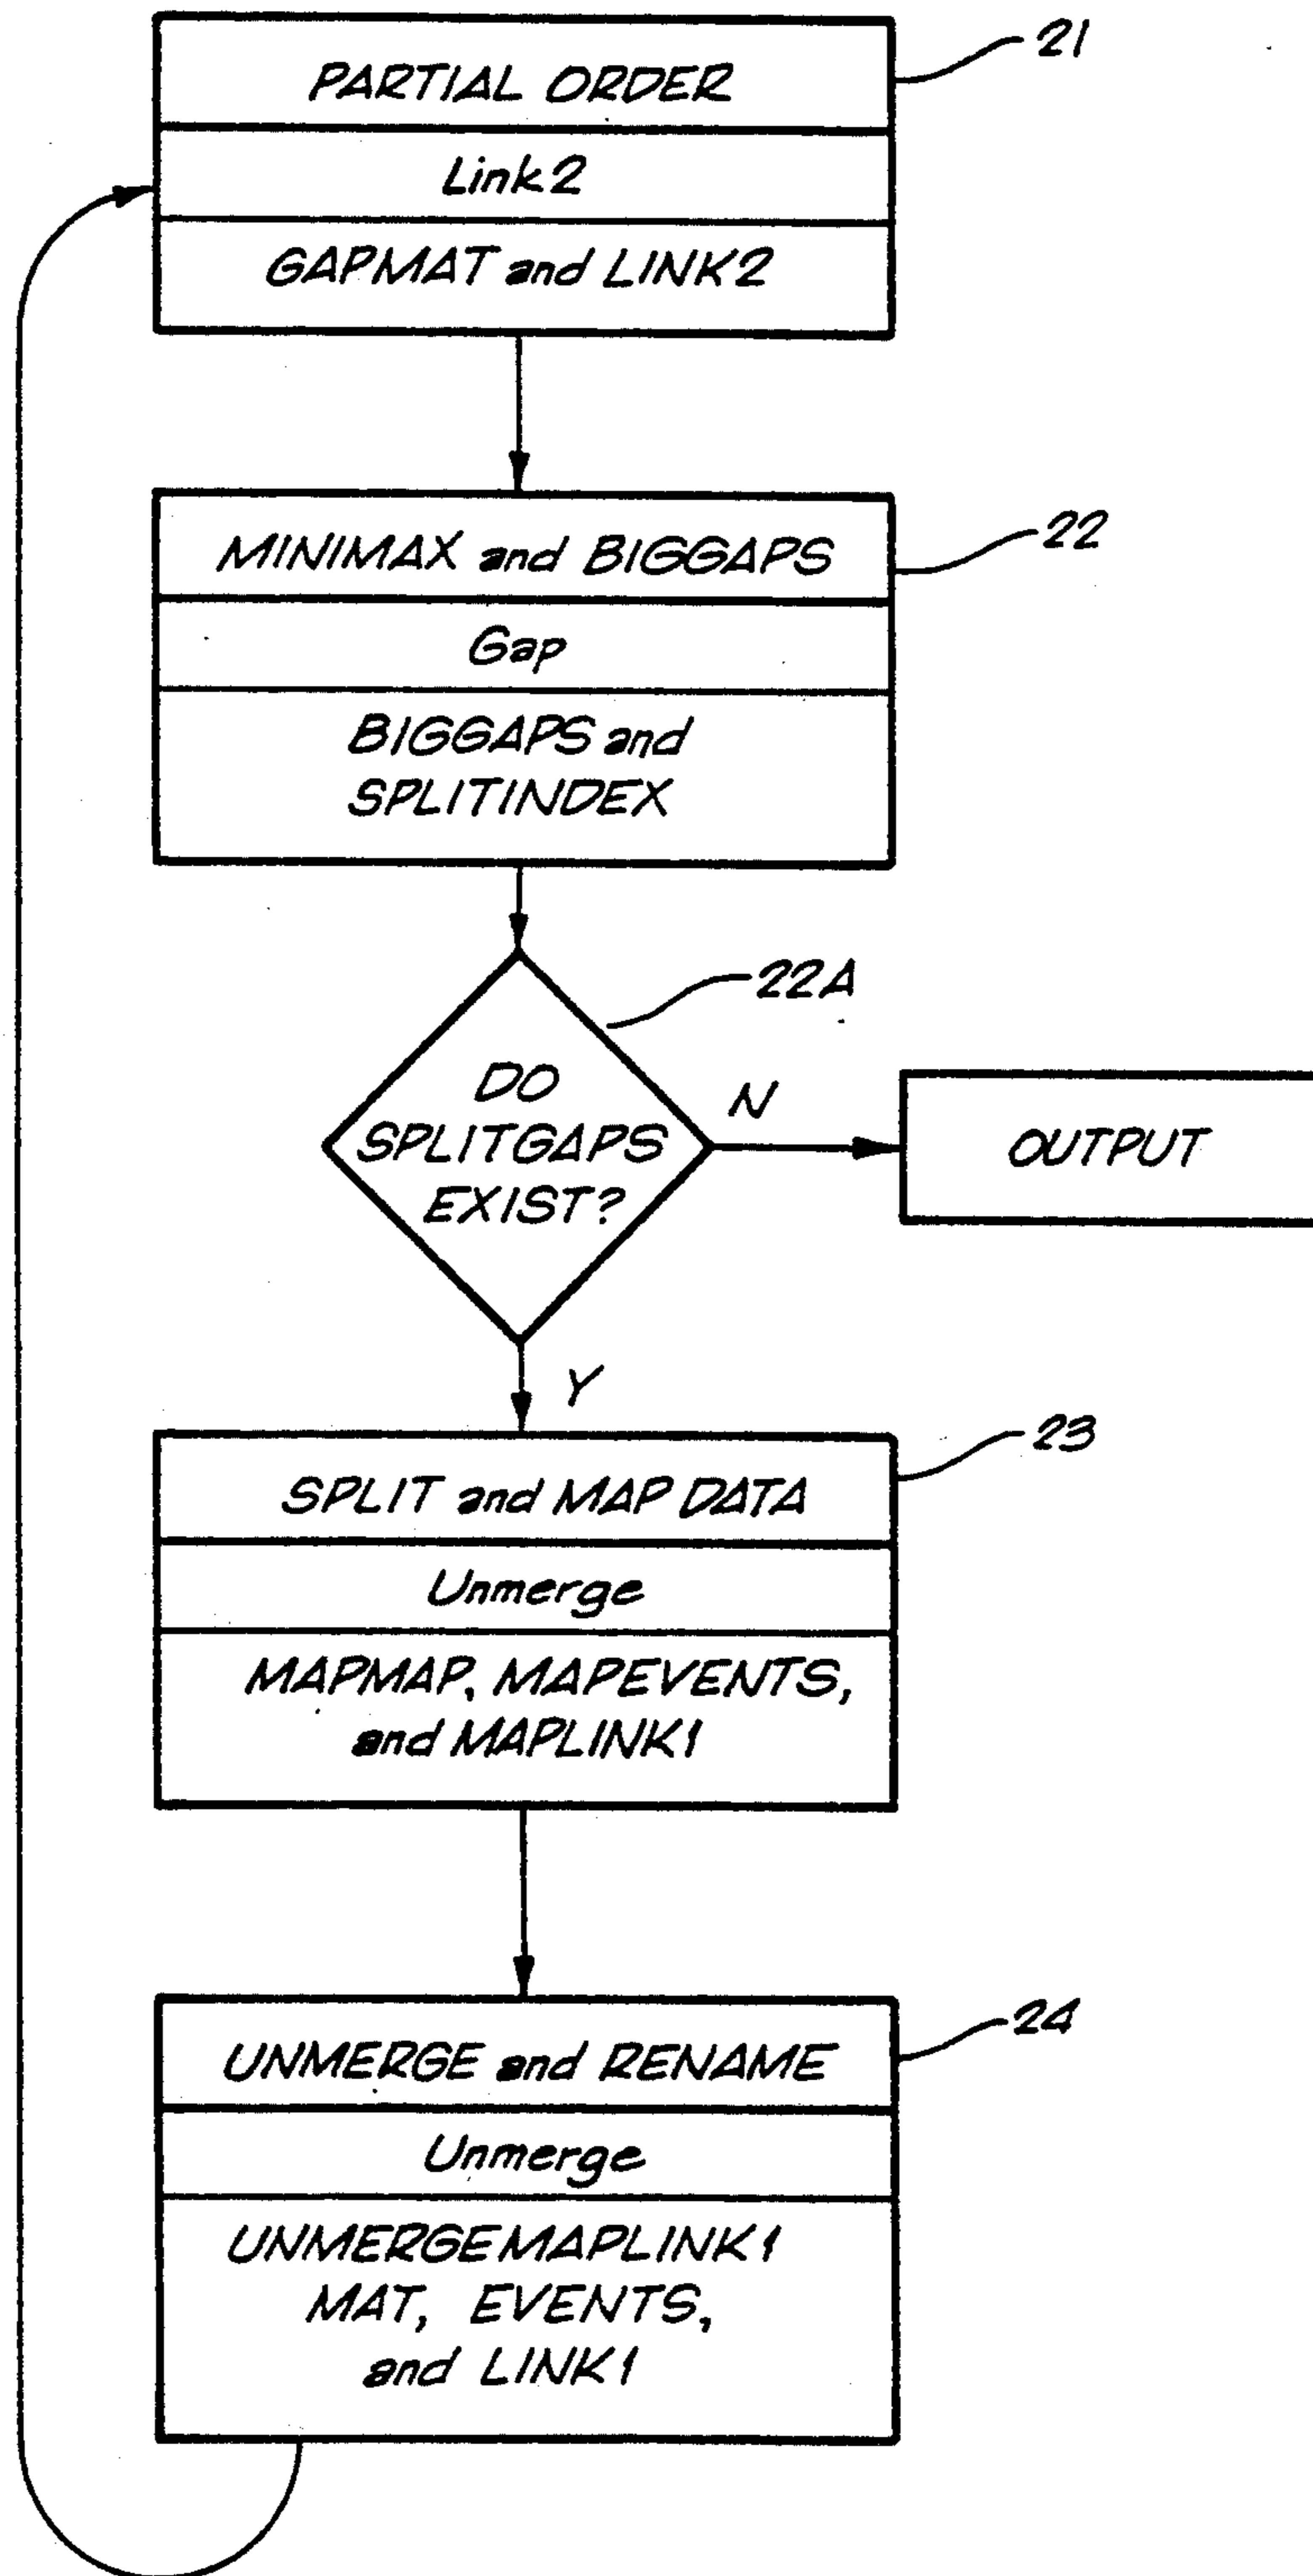 PARTIAL ORDER
21
Link2
GAPMAT and LINK2
MINIMAX and BIGGAPS
22
Gap
BIGGAPS and
SPLITINDEX
22A
DO
SPLITGAPS
EXIST?
N
OUTPUT
Y
SPLIT and MAP DATA
23
Unmerge
MAPMAP, MAPEVENTS,
and MAPLINK1
UNMERGE and RENAME
24
Unmerge
UNMERGEMAPLINK1
MAT, EVENTS,
and LINK1